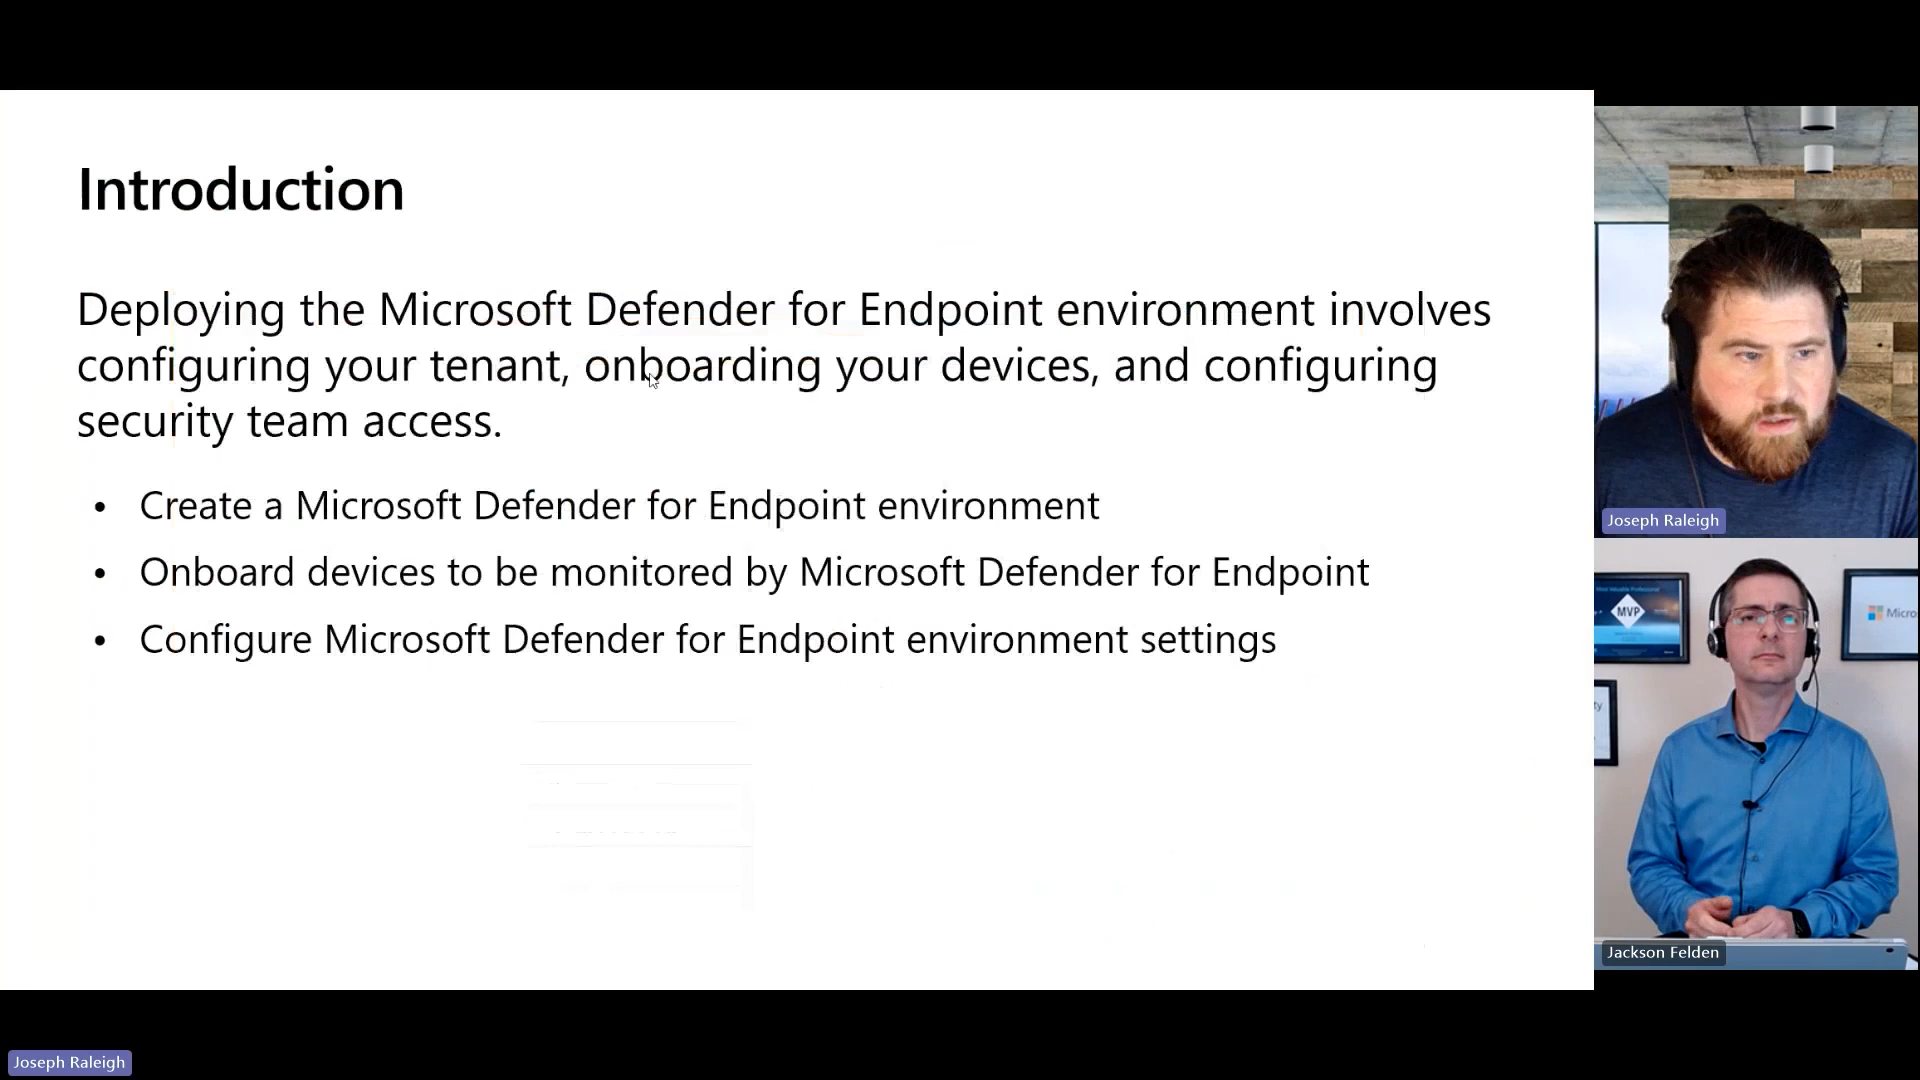 Introduction
Deploying the Microsoft Defender for Endpoint environment involves
configuring your tenant, onboarding your devices, and configuring
security team access.
• Create a Microsoft Defender for Endpoint environment
• Onboard devices to be monitored by Microsoft Defender for Endpoint
• Configure Microsoft Defender for Endpoint environment settings
Joseph Raleigh
MVP
Micros
Jackson Felden
Joseph Raleigh